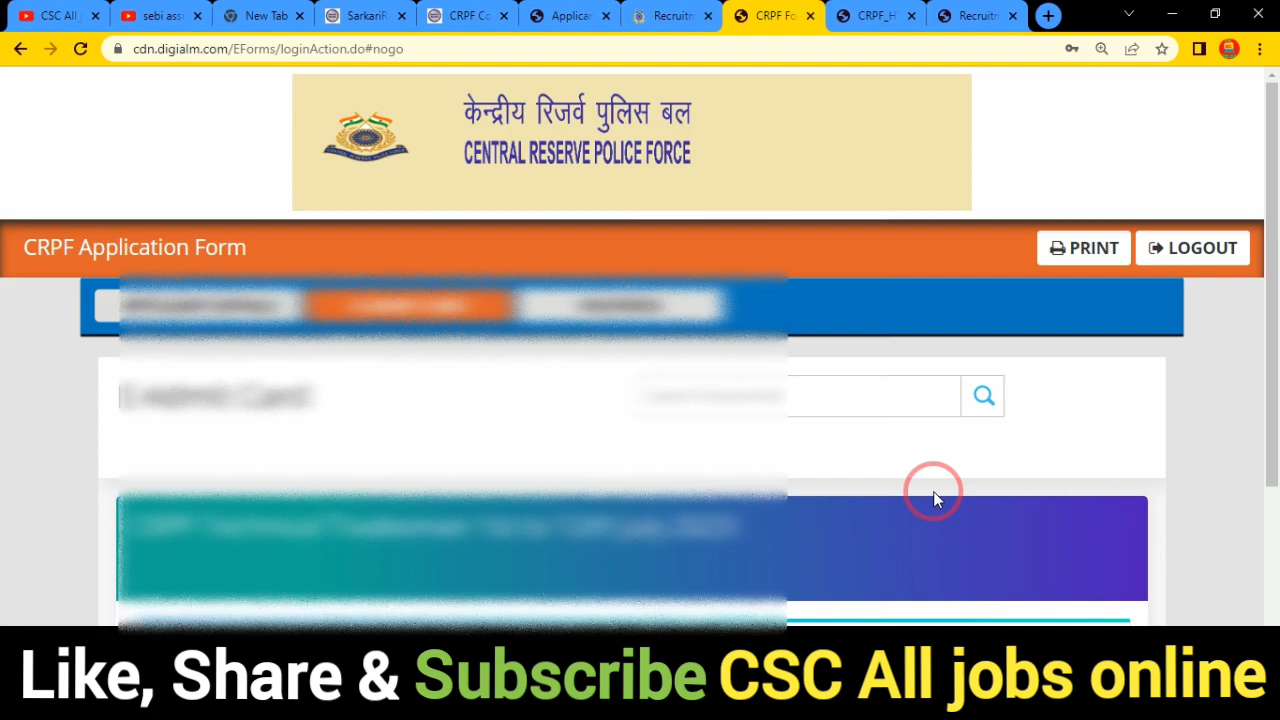 CSC All j
sebi ass
New Tab
SarkariR
CRPF Co
Applican
Recruitm
CRPF Fo
CRPF_H
Recruitm
cdn.digialm.com/EForms/loginAction.do#nogo
केन्द्रीय रिजर्व पुलिस बल
CENTRAL RESERVE POLICE FORCE
CRPF Application Form
PRINT
LOGOUT
Like, Share & Subscribe CSC All jobs online